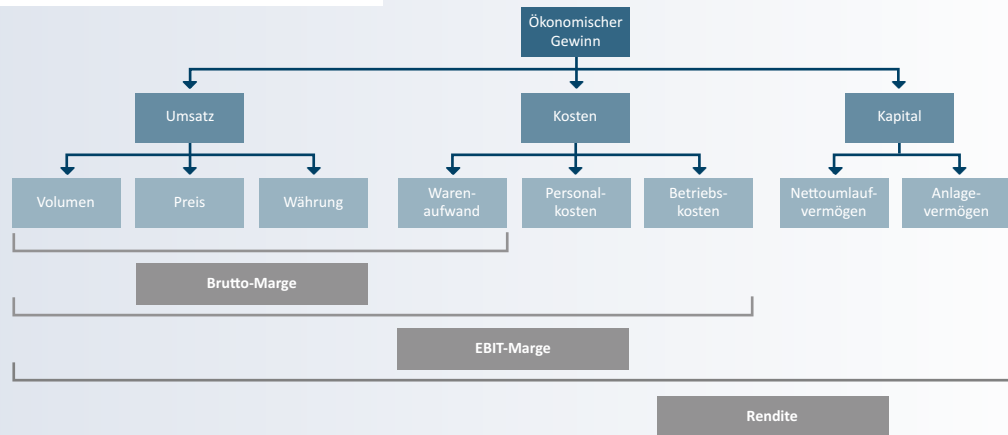 Ökonomischer
Gewinn
Umsatz
Kosten
Kapital
Volumen
Preis
Währung
Waren-
aufwand
Personal-
kosten
Betriebs-
kosten
Nettoumlauf-
vermögen
Anlage-
vermögen
Brutto-Marge
EBIT-Marge
Rendite